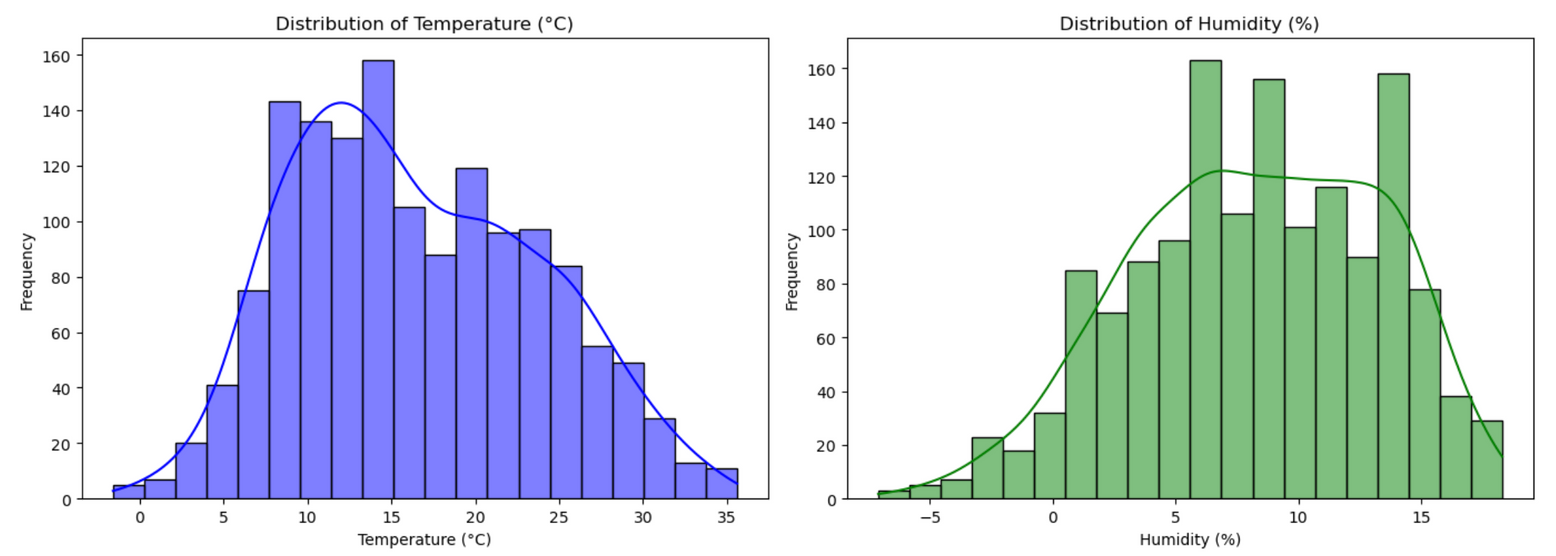 Distribution of Temperature (°C)
Frequency
160
140
120
100
80
60
40
20
0
0 5 10 15 20 25 30 35
Temperature (°C)
Distribution of Humidity (%)
Frequency
160
140
120
100
80
60
40
20
0
−5 0 5 10 15
Humidity (%)